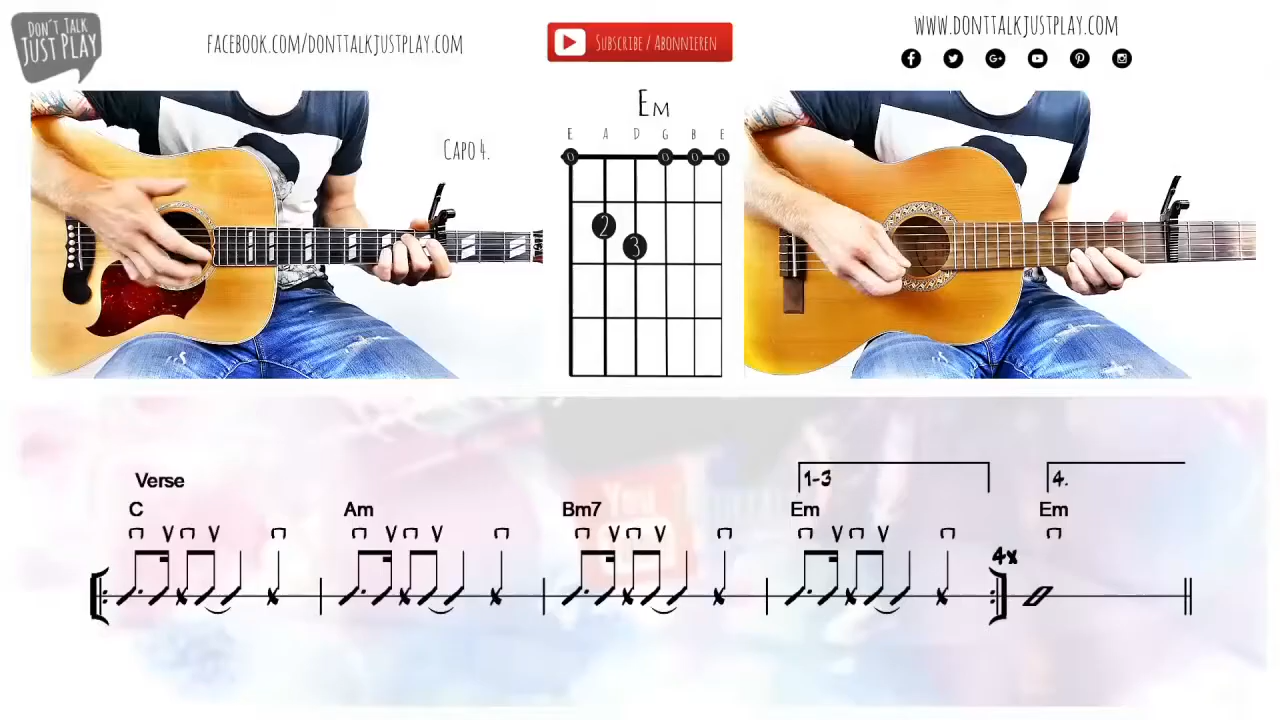 DON'T TALK
JUST PLAY
FACEBOOK.COM/DONTTALKJUSTPLAY.COM
SUBSCRIBE / ABONNIEREN
WWW.DONTTALKJUSTPLAY.COM
EM
CAPO 4.
E A D G B E
0 0 0 0
2
3
Verse
1-3
4.
C Am Bm7 Em Em
4x